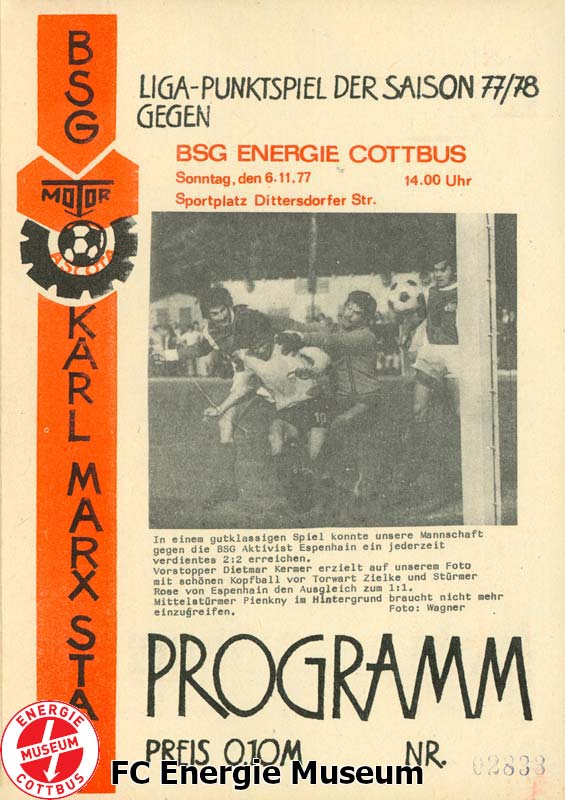 BSG
MOTOR
ASCOTA
KARL MARX STA
LIGA-PUNKTSPIEL DER SAISON 77/78
GEGEN
BSG ENERGIE COTTBUS
Sonntag, den 6.11.77 14.00 Uhr
Sportplatz Dittersdorfer Str.
10
In einem gutklassigen Spiel konnte unsere Mannschaft
gegen die BSG Aktivist Espenhain ein jederzeit
verdientes 2:2 erreichen.
Vorstopper Dietmar Kermer erzielt auf unserem Foto
mit schönen Kopfball vor Torwart Zielke und Stürmer
Rose von Espenhain den Ausgleich zum 1:1.
Mittelstürmer Pienkny im Hintergrund braucht nicht mehr
einzugreifen. Foto: Wagner
PROGRAMM
PREIS 0.10M NR. 02838
ENERGIE
MUSEUM
COTTBUS
FC Energie Museum